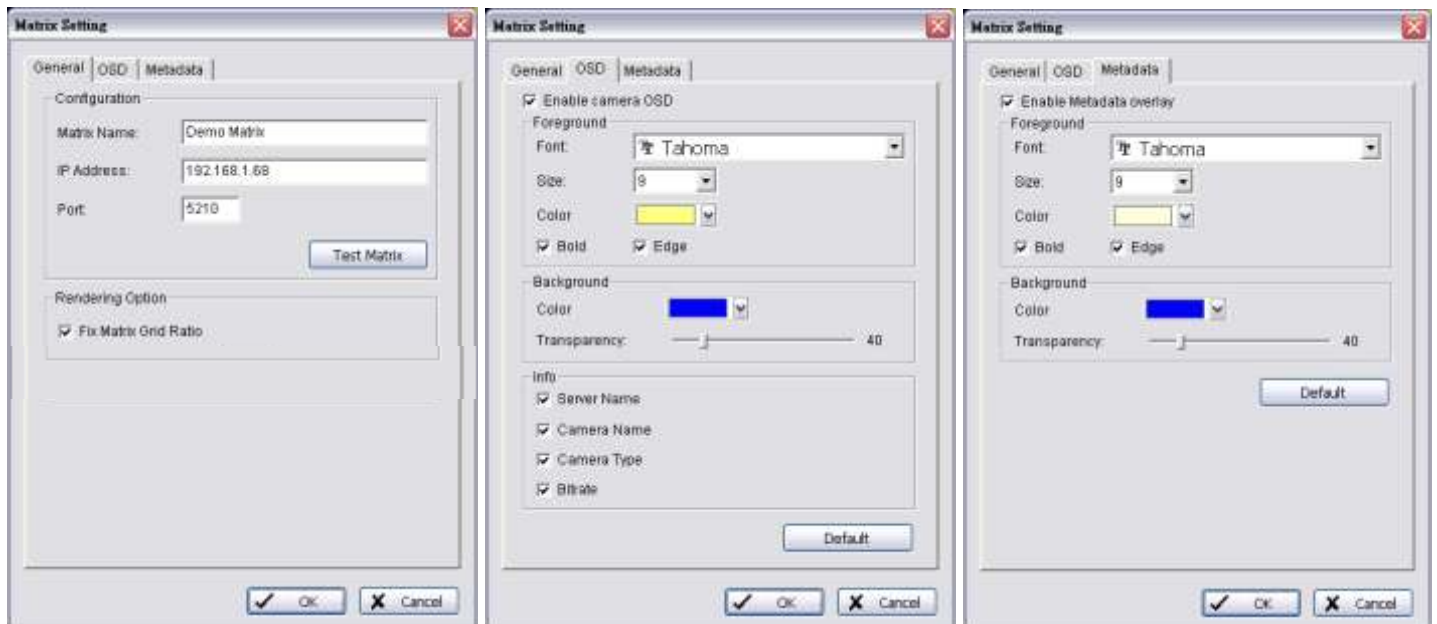 Matrix Setting
General OSD Metadata
Configuration
Matrix Name: Demo Matrix
IP Address: 192.168.1.68
Port: 5210
Test Matrix
Rendering Option
Fix Matrix Grid Ratio
OK Cancel
Matrix Setting
General OSD Metadata
Enable camera OSD
Foreground
Font: Tahoma
Size: 9
Color
Bold Edge
Background
Color
Transparency: 40
Info
Server Name
Camera Name
Camera Type
Bitrate
Default
OK Cancel
Matrix Setting
General OSD Metadata
Enable Metadata overlay
Foreground
Font: Tahoma
Size: 9
Color
Bold Edge
Background
Color
Transparency: 40
Default
OK Cancel